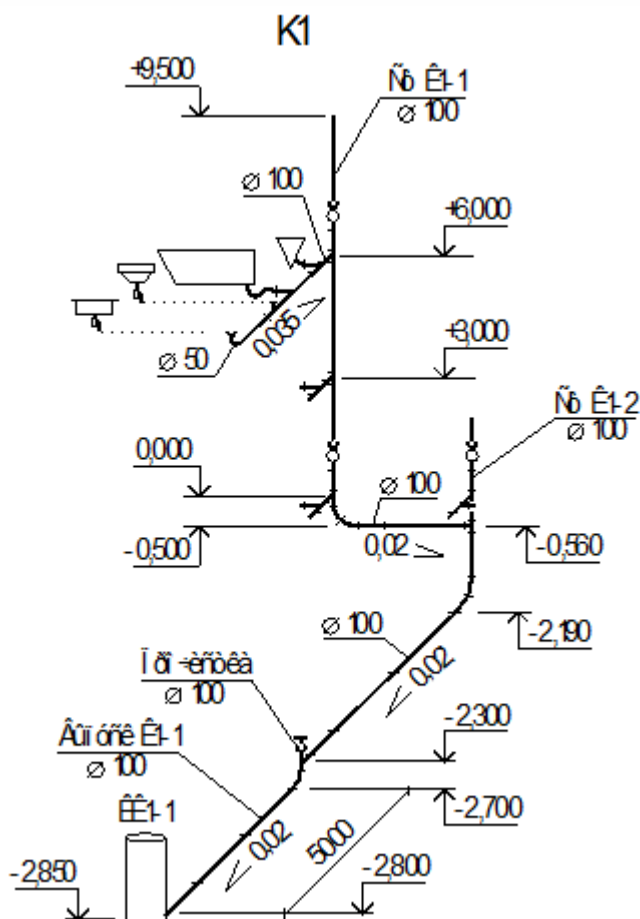 K1
+9,500
Ñò Ê1-1
Ø 100
Ø 100
+6,000
0,035
Ø 50
+3,000
Ñò Ê1-2
Ø 100
0,000
Ø 100
-0,500
0,02
-0,560
Ø 100
-2,190
0,02
Ïðî÷èñòêà
Ø 100
-2,300
Âûïóñê Ê1-1
Ø 100
-2,700
ÊÊ1-1
0,02
5000
-2,850
-2,800